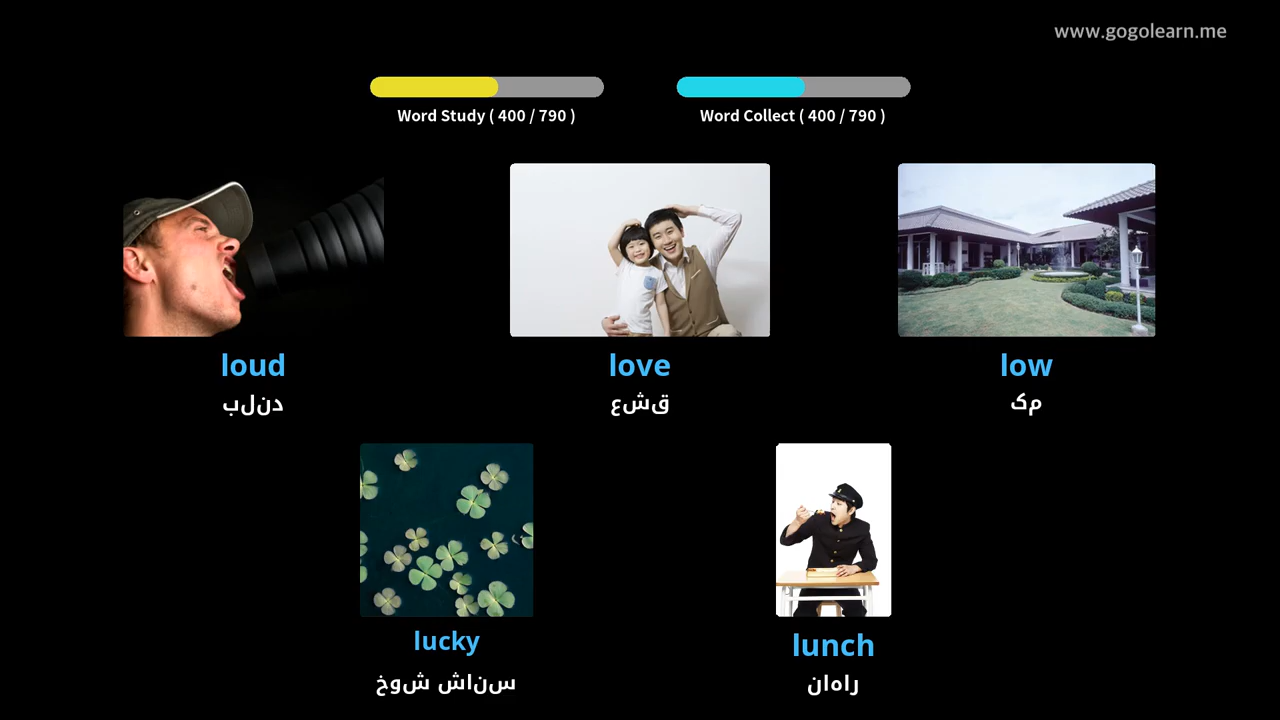 www.gogolearn.me
Word Study ( 400 / 790 )
Word Collect ( 400 / 790 )
loud
دنلب
love
قشع
low
مک
lucky
سناش شوخ
lunch
راهان